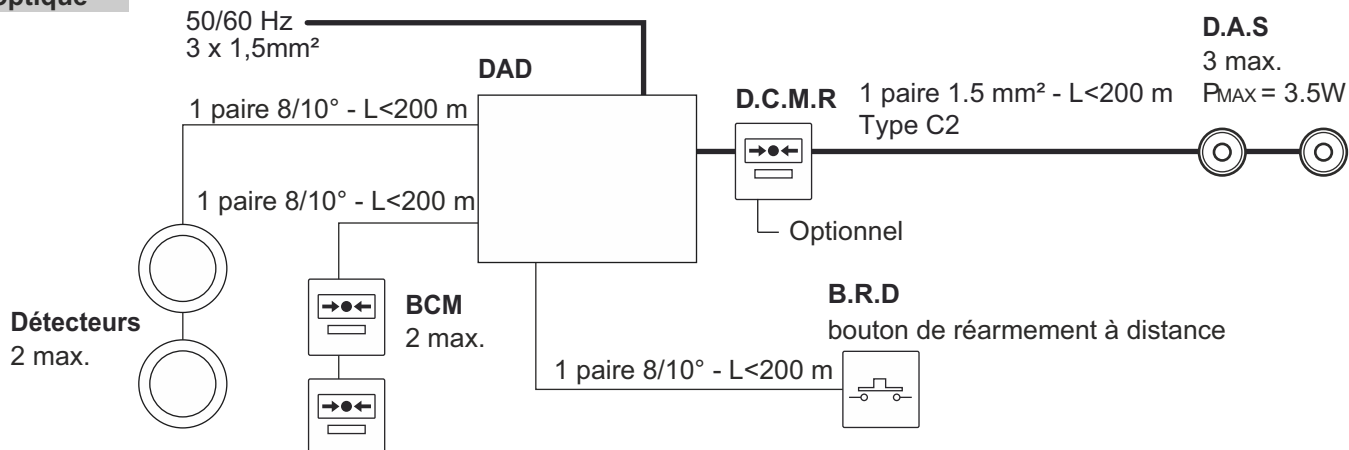 optique
50/60 Hz
3 x 1,5mm²
DAD
D.A.S
3 max.
PMAX = 3.5W
D.C.M.R
1 paire 1.5 mm² - L<200 m
Type C2
1 paire 8/10° - L<200 m
1 paire 8/10° - L<200 m
Optionnel
Détecteurs
2 max.
BCM
2 max.
B.R.D
bouton de réarmement à distance
1 paire 8/10° - L<200 m